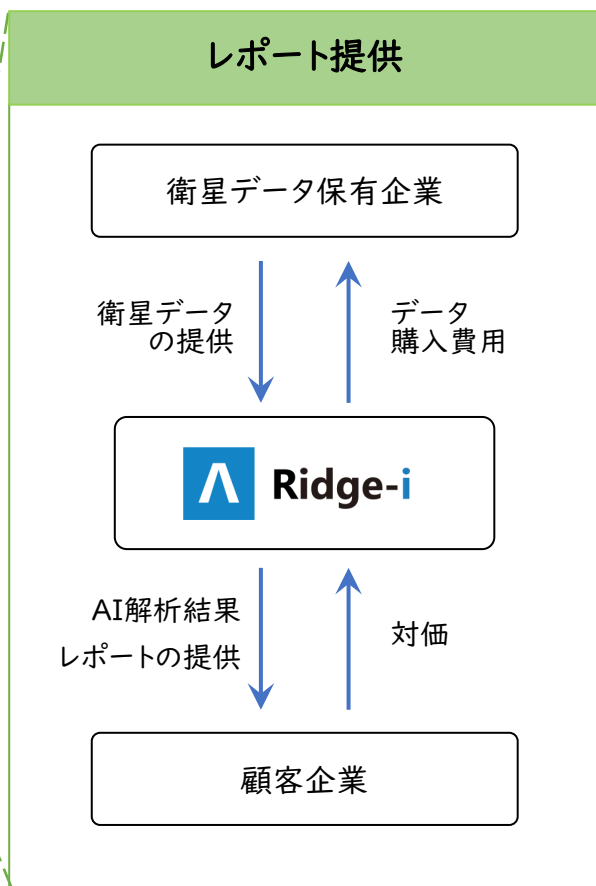 レポート提供
衛星データ保有企業
衛星データ
の提供
データ
購入費用
Ridge-i
AI解析結果
レポートの提供
対価
顧客企業